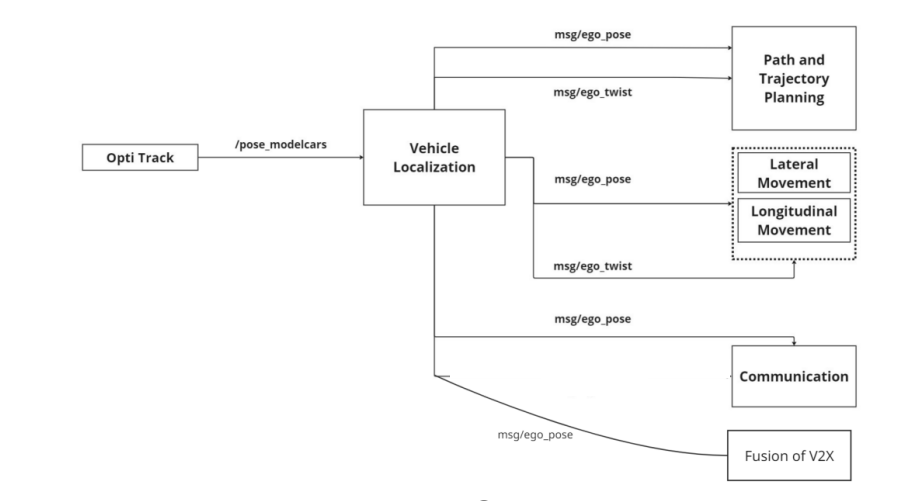 msg/ego_pose
Path and
Trajectory
Planning
msg/ego_twist
Opti Track
/pose_modelcars
Vehicle
Localization
msg/ego_pose
Lateral
Movement
Longitudinal
Movement
msg/ego_twist
msg/ego_pose
Communication
msg/ego_pose
Fusion of V2X